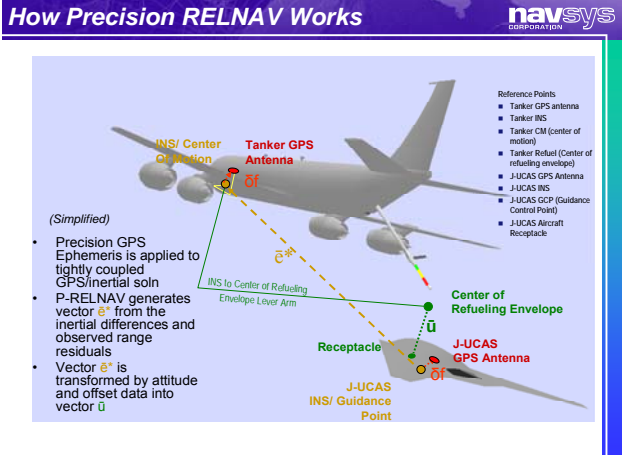 How Precision RELNAV Works
navsys
CORPORATION
Reference Points
Tanker GPS antenna
Tanker INS
Tanker CM (center of
motion)
Tanker Refuel (Center of
refueling envelope)
J-UCAS GPS Antenna
J-UCAS INS
J-UCAS GCP (Guidance
Control Point)
J-UCAS Aircraft
Receptacle
INS/ Center
Of Motion
Tanker GPS
Antenna
δf
(Simplified)
• Precision GPS
Ephemeris is applied to
tightly coupled
GPS/inertial soln
• P-RELNAV generates
vector ē* from the
inertial differences and
observed range
residuals
• Vector ē* is
transformed by attitude
and offset data into
vector ū
ē*
INS to Center of Refueling
Envelope Lever Arm
Center of
Refueling Envelope
ū
Receptacle
J-UCAS
GPS Antenna
δf
J-UCAS
INS/ Guidance
Point